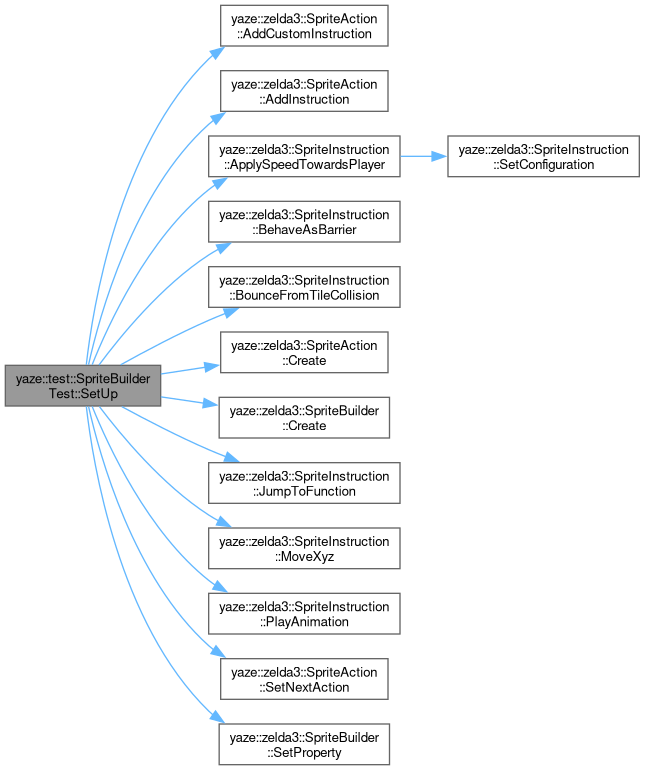 yaze::zelda3::SpriteAction
::AddCustomInstruction
yaze::zelda3::SpriteAction
::AddInstruction
yaze::zelda3::SpriteInstruction
::ApplySpeedTowardsPlayer
yaze::zelda3::SpriteInstruction
::SetConfiguration
yaze::zelda3::SpriteInstruction
::BehaveAsBarrier
yaze::zelda3::SpriteInstruction
::BounceFromTileCollision
yaze::zelda3::SpriteAction
::Create
yaze::test::SpriteBuilder
Test::SetUp
yaze::zelda3::SpriteBuilder
::Create
yaze::zelda3::SpriteInstruction
::JumpToFunction
yaze::zelda3::SpriteInstruction
::MoveXyz
yaze::zelda3::SpriteInstruction
::PlayAnimation
yaze::zelda3::SpriteAction
::SetNextAction
yaze::zelda3::SpriteBuilder
::SetProperty